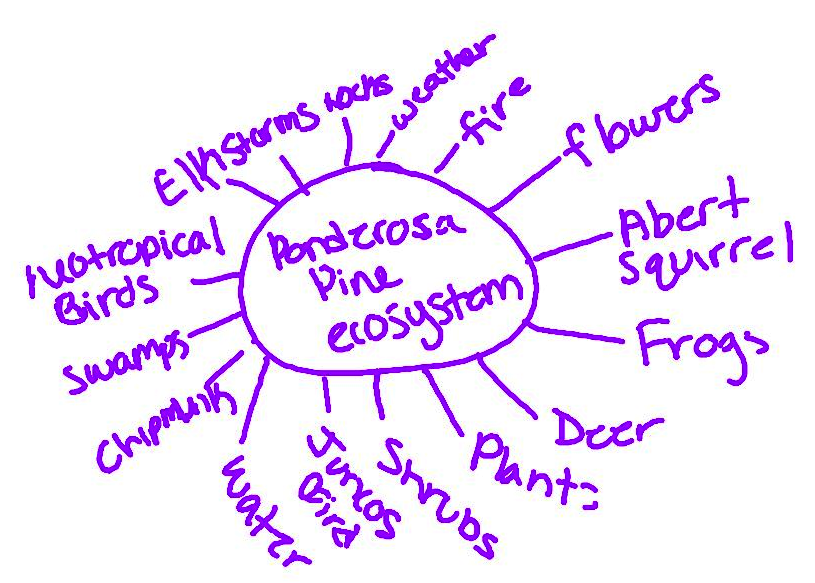 Ponderosa
Pine
ecosystem
Elk
storms
rocks
weather
fire
flowers
Abert
squirrel
Frogs
Deer
Plants
Shrubs
Juncos
Bird
Water
Chipmunk
Swamps
Neotropical
Birds